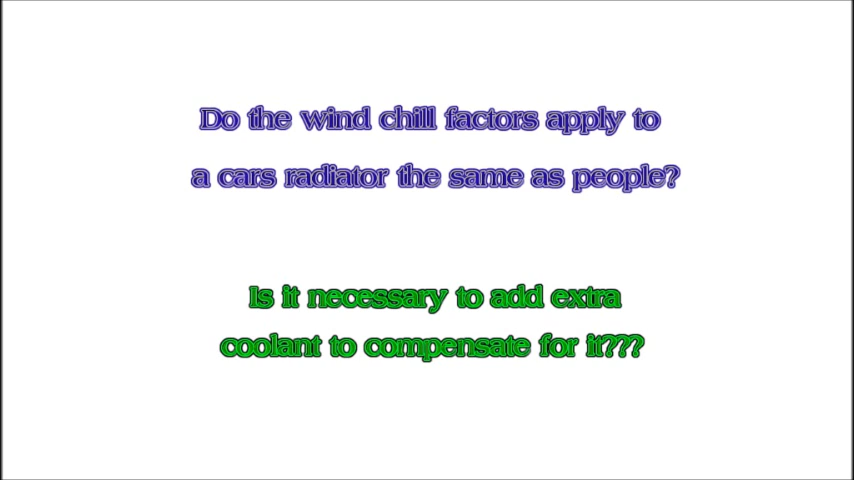 Do the wind chill factors apply to
a cars radiator the same as people?
Is it necessary to add extra
coolant to compensate for it???